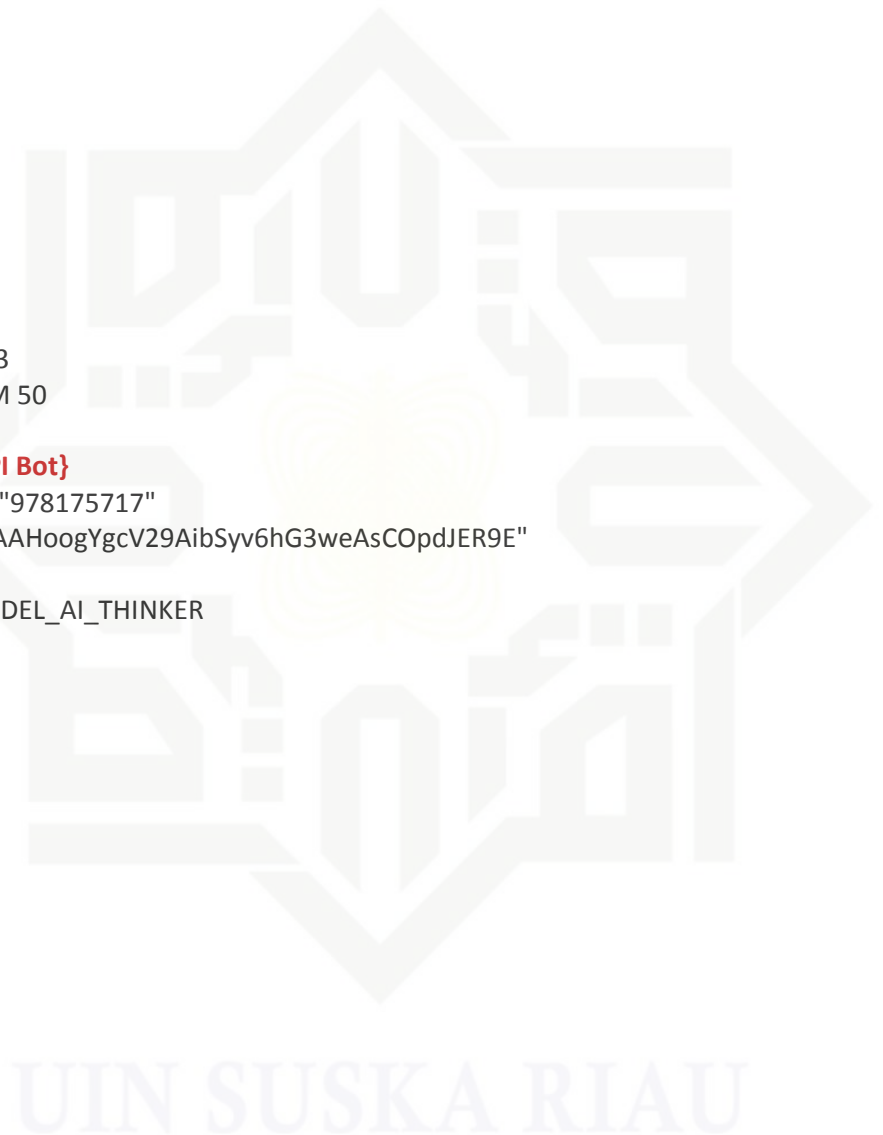 3
M 50
I Bot}
"978175717"
AAHoogYgcV29AibSyv6hG3weAsCOpdJER9E"
DEL_AI_THINKER
UIN SUSKA RIAU